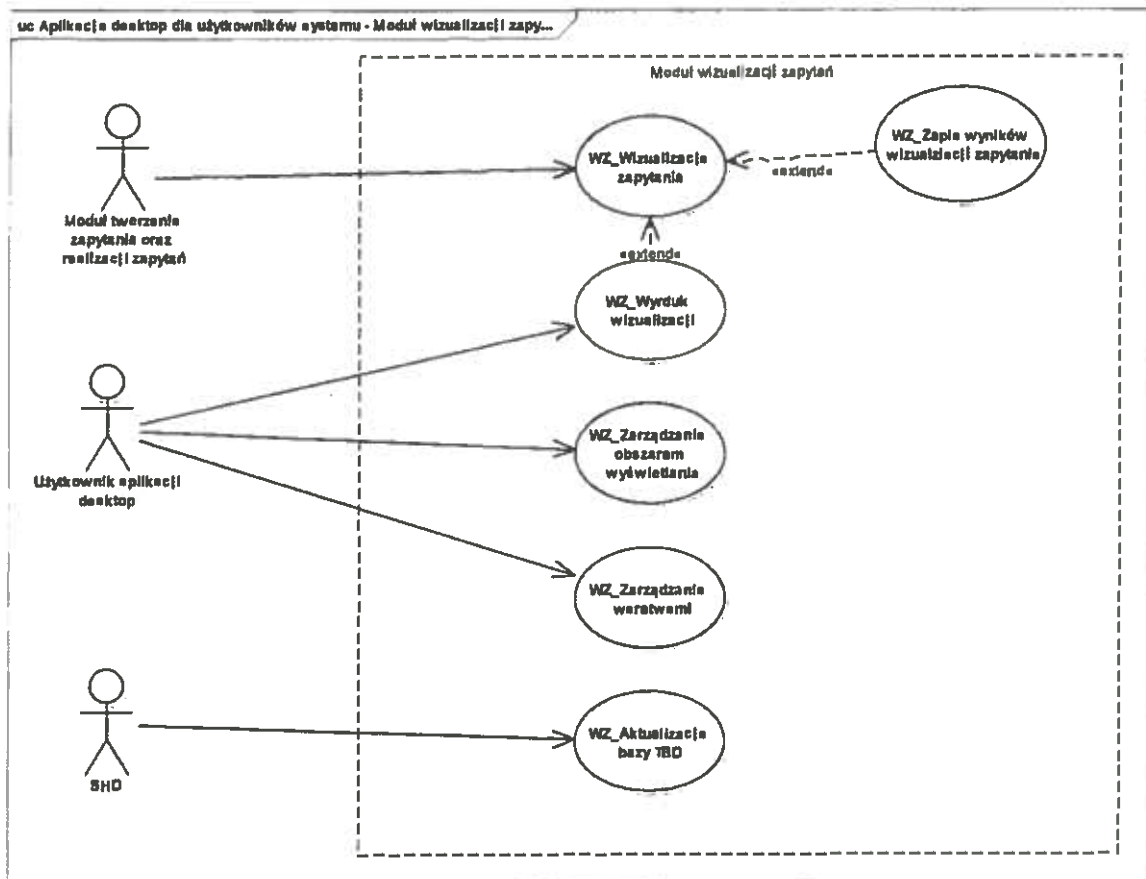 uc Aplikacja desktop dla użytkowników systemu - Moduł wizualizacji zapy...
Moduł wizualizacji zapytań
WZ_Wizualizacja
zapytania
WZ_Zapis wyników
wizualziacji zapytania
«extend»
Moduł tworzenia
zapytania oraz
realizacji zapytań
«extend»
WZ_Wyrduk
wizualizacji
WZ_Zarządzanie
obszarem
wyświetlania
Użytkownik aplikacji
desktop
WZ_Zarządzanie
warstwami
WZ_Aktualizacja
bazy TBD
SHD